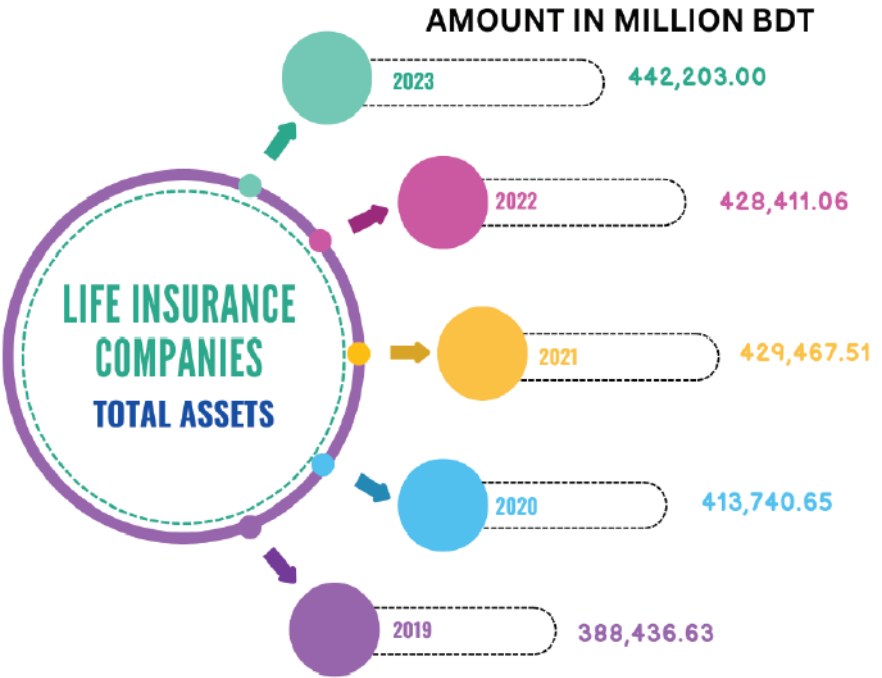 AMOUNT IN MILLION BDT
2023 442,203.00
2022 428,411.06
LIFE INSURANCE
COMPANIES
TOTAL ASSETS
2021 429,467.51
2020 413,740.65
2019 388,436.63